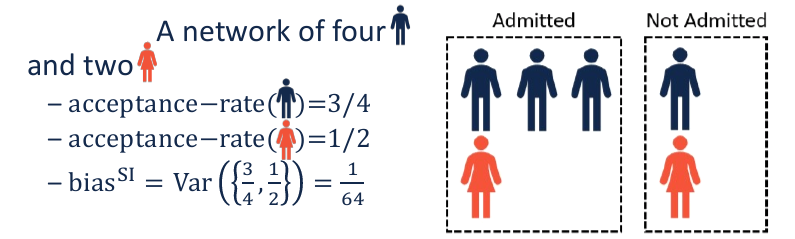 A network of four
and two
– acceptance−rate( )=3/4
– acceptance−rate( )=1/2
– bias^SI = Var({3/4, 1/2}) = 1/64
Admitted
Not Admitted